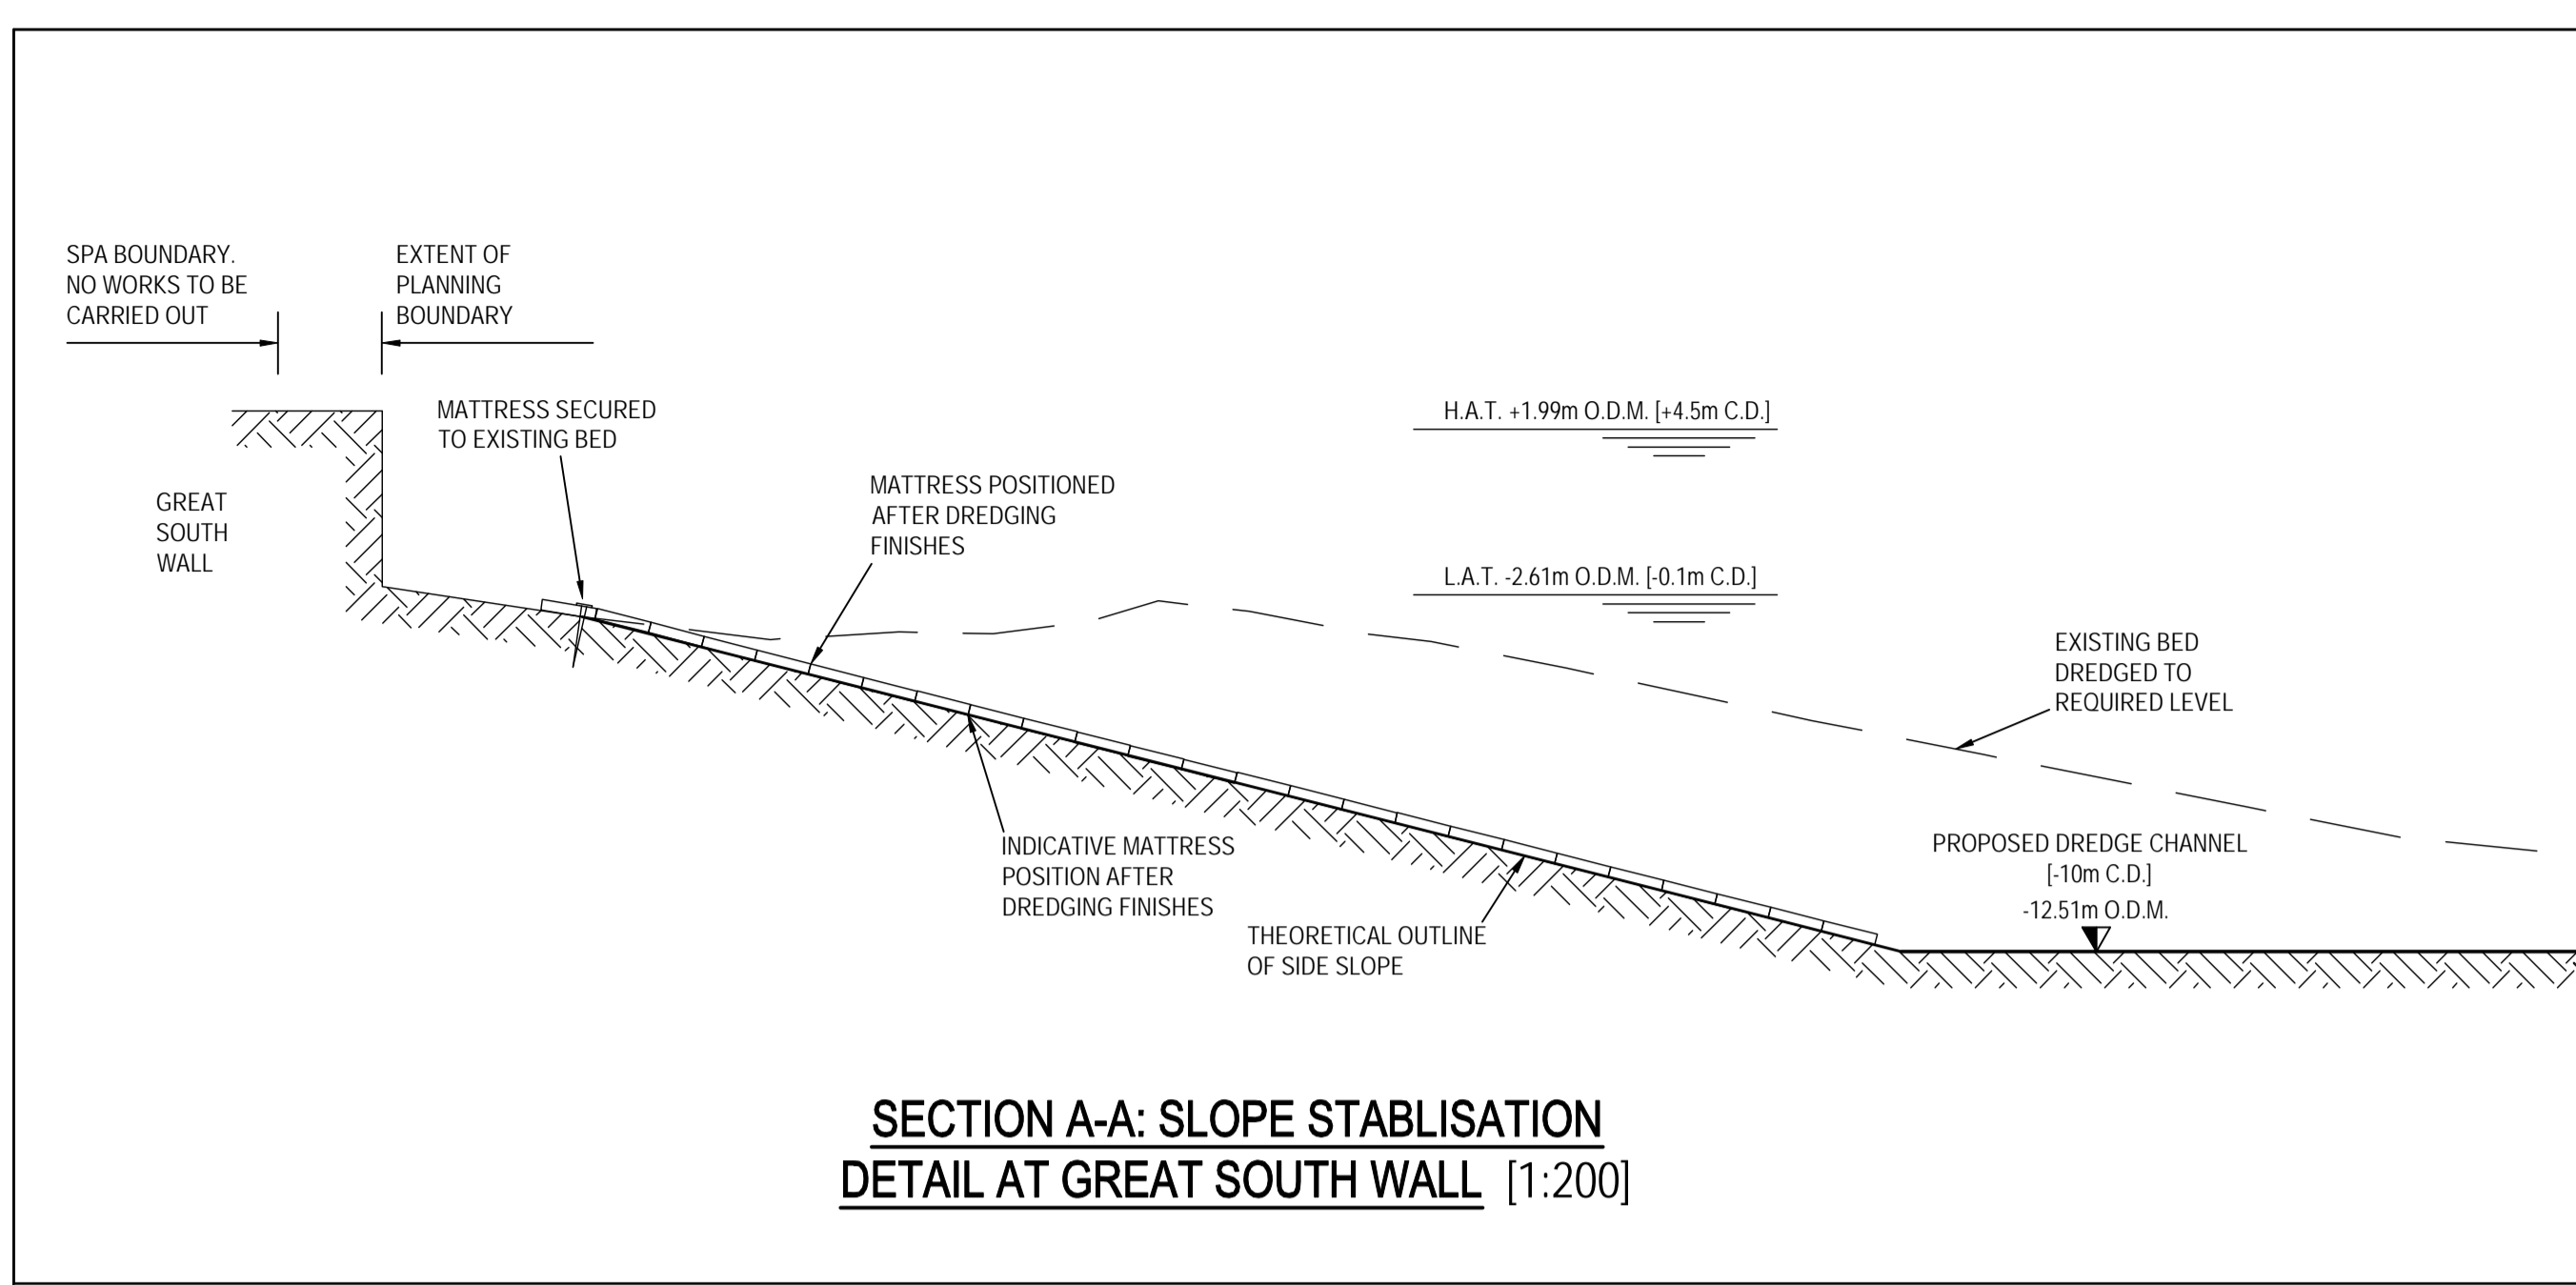 SPA BOUNDARY.
NO WORKS TO BE
CARRIED OUT
EXTENT OF
PLANNING
BOUNDARY
MATTRESS SECURED
TO EXISTING BED
H.A.T. +1.99m O.D.M. [+4.5m C.D.]
GREAT
SOUTH
WALL
MATTRESS POSITIONED
AFTER DREDGING
FINISHES
L.A.T. -2.61m O.D.M. [-0.1m C.D.]
EXISTING BED
DREDGED TO
REQUIRED LEVEL
INDICATIVE MATTRESS
POSITION AFTER
DREDGING FINISHES
PROPOSED DREDGE CHANNEL
[-10m C.D.]
-12.51m O.D.M.
THEORETICAL OUTLINE
OF SIDE SLOPE
SECTION A-A: SLOPE STABLISATION
DETAIL AT GREAT SOUTH WALL [1:200]